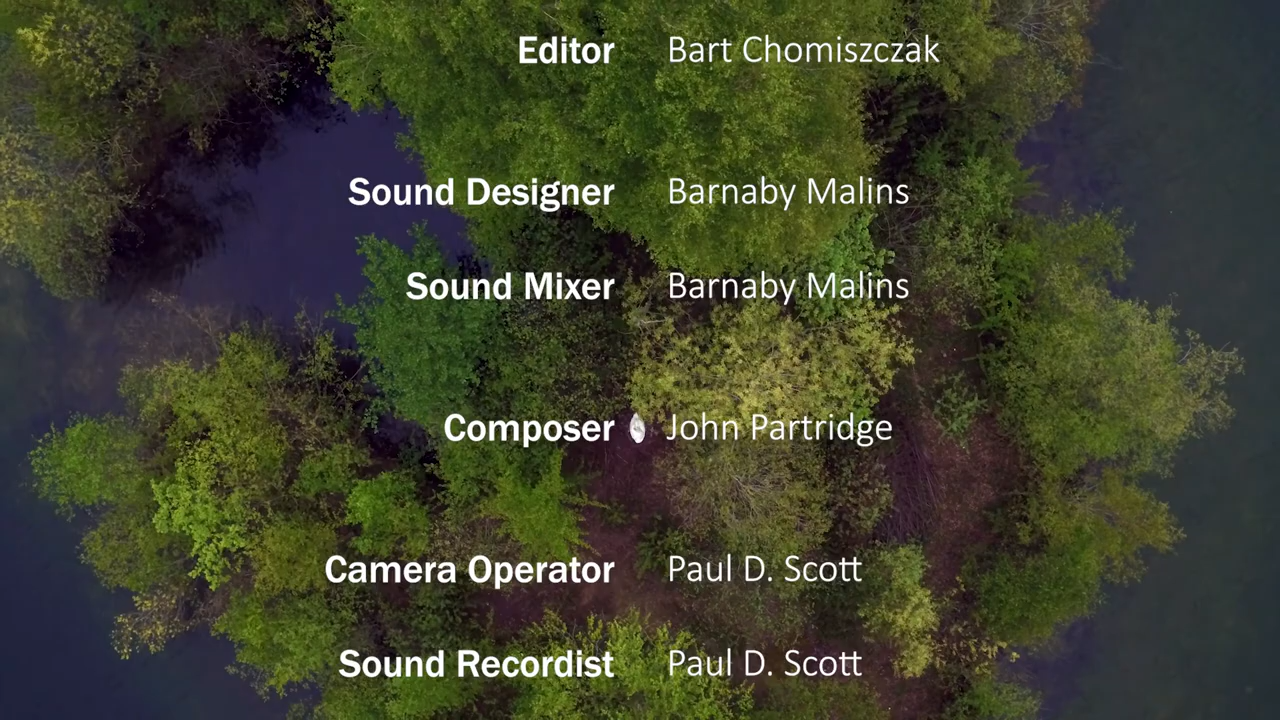 Editor Bart Chomiszczak
Sound Designer Barnaby Malins
Sound Mixer Barnaby Malins
Composer John Partridge
Camera Operator Paul D. Scott
Sound Recordist Paul D. Scott